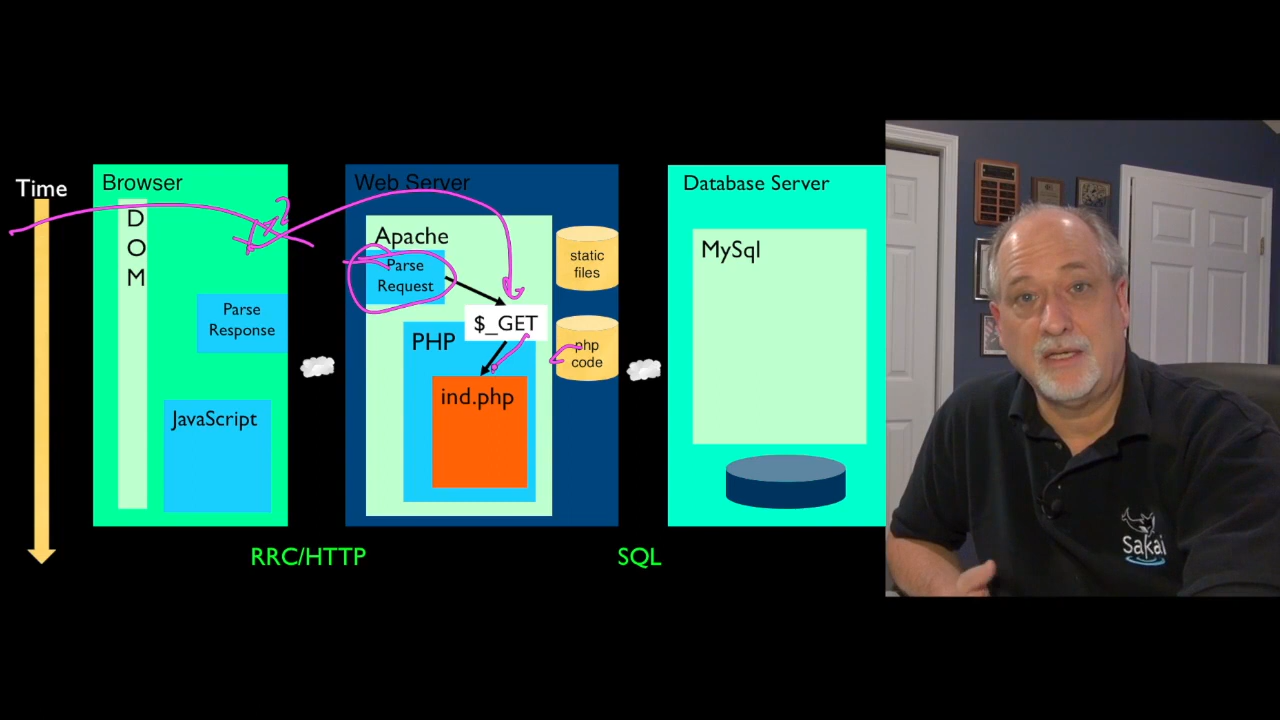 Time
Browser
D
O
M
Parse
Response
JavaScript
Web Server
Apache
Parse
Request
$_GET
PHP
ind.php
static
files
php
code
Database Server
MySql
RRC/HTTP
SQL
Sakai